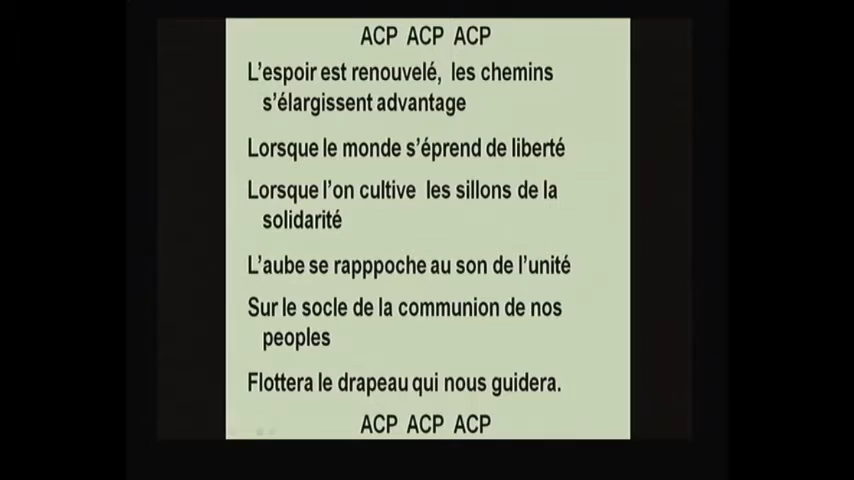 ACP ACP ACP
L'espoir est renouvelé, les chemins
s'élargissent advantage
Lorsque le monde s'éprend de liberté
Lorsque l'on cultive les sillons de la
solidarité
L'aube se rapppoche au son de l'unité
Sur le socle de la communion de nos
peoples
Flottera le drapeau qui nous guidera.
ACP ACP ACP